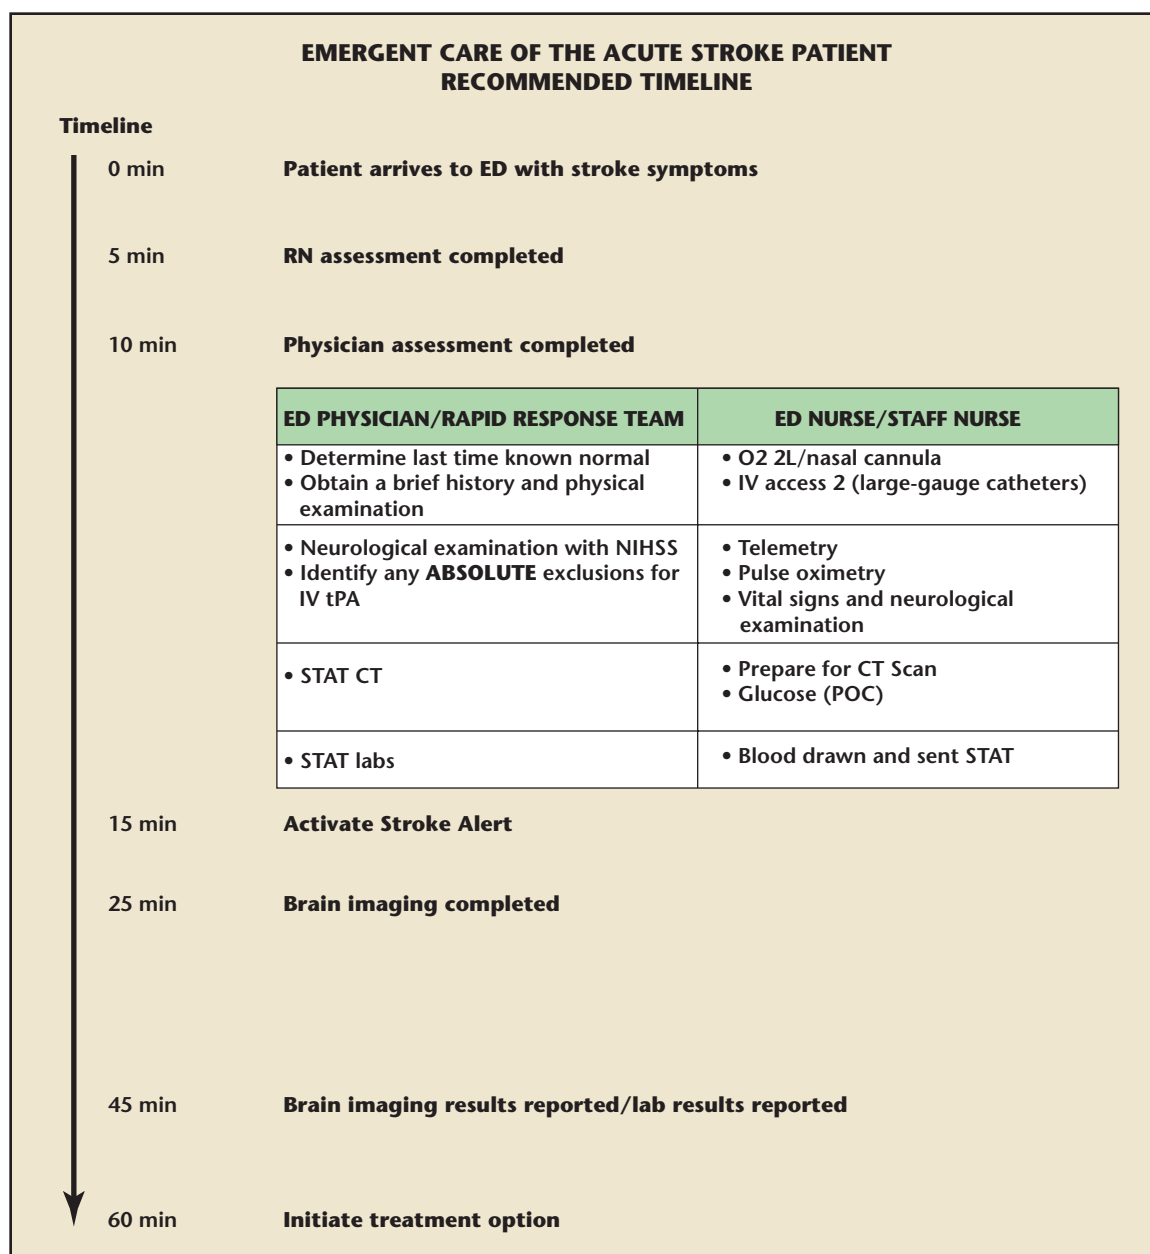 EMERGENT CARE OF THE ACUTE STROKE PATIENT
RECOMMENDED TIMELINE
Timeline
0 min Patient arrives to ED with stroke symptoms
5 min RN assessment completed
10 min Physician assessment completed
ED PHYSICIAN/RAPID RESPONSE TEAM ED NURSE/STAFF NURSE
• Determine last time known normal
• Obtain a brief history and physical
examination
• O2 2L/nasal cannula
• IV access 2 (large-gauge catheters)
• Neurological examination with NIHSS
• Identify any ABSOLUTE exclusions for
IV tPA
• Telemetry
• Pulse oximetry
• Vital signs and neurological
examination
• STAT CT
• Prepare for CT Scan
• Glucose (POC)
• STAT labs
• Blood drawn and sent STAT
15 min Activate Stroke Alert
25 min Brain imaging completed
45 min Brain imaging results reported/lab results reported
60 min Initiate treatment option